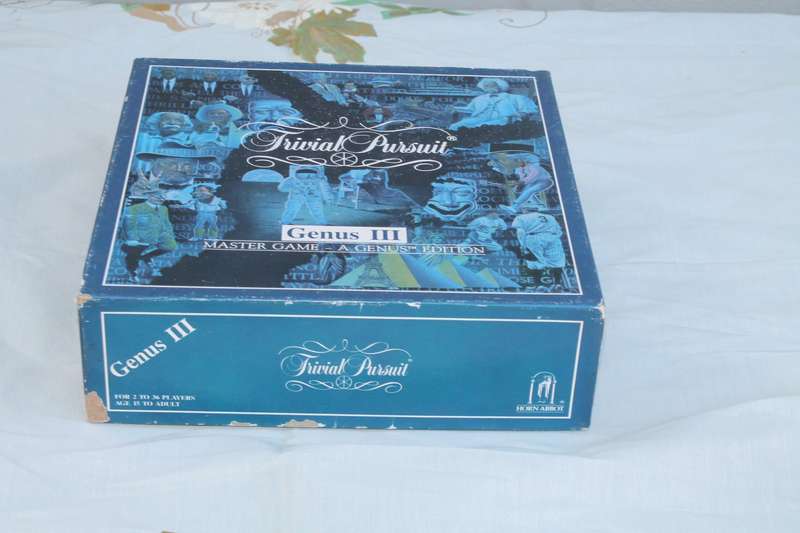 Trivial Pursuit®
Genus III
MASTER GAME – A GENUS™ EDITION
Genus III
Trivial Pursuit
FOR 2 TO 36 PLAYERS
AGE 15 TO ADULT
HORN ABBOT